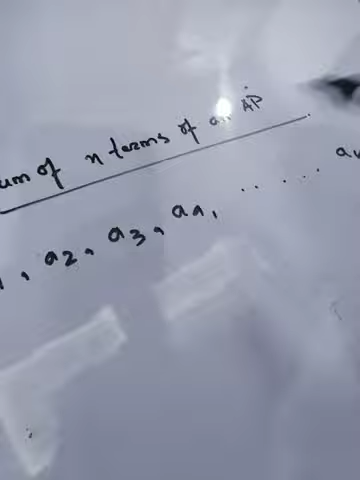 um of n terms of an AP
, a2, a3, a4, ...... an